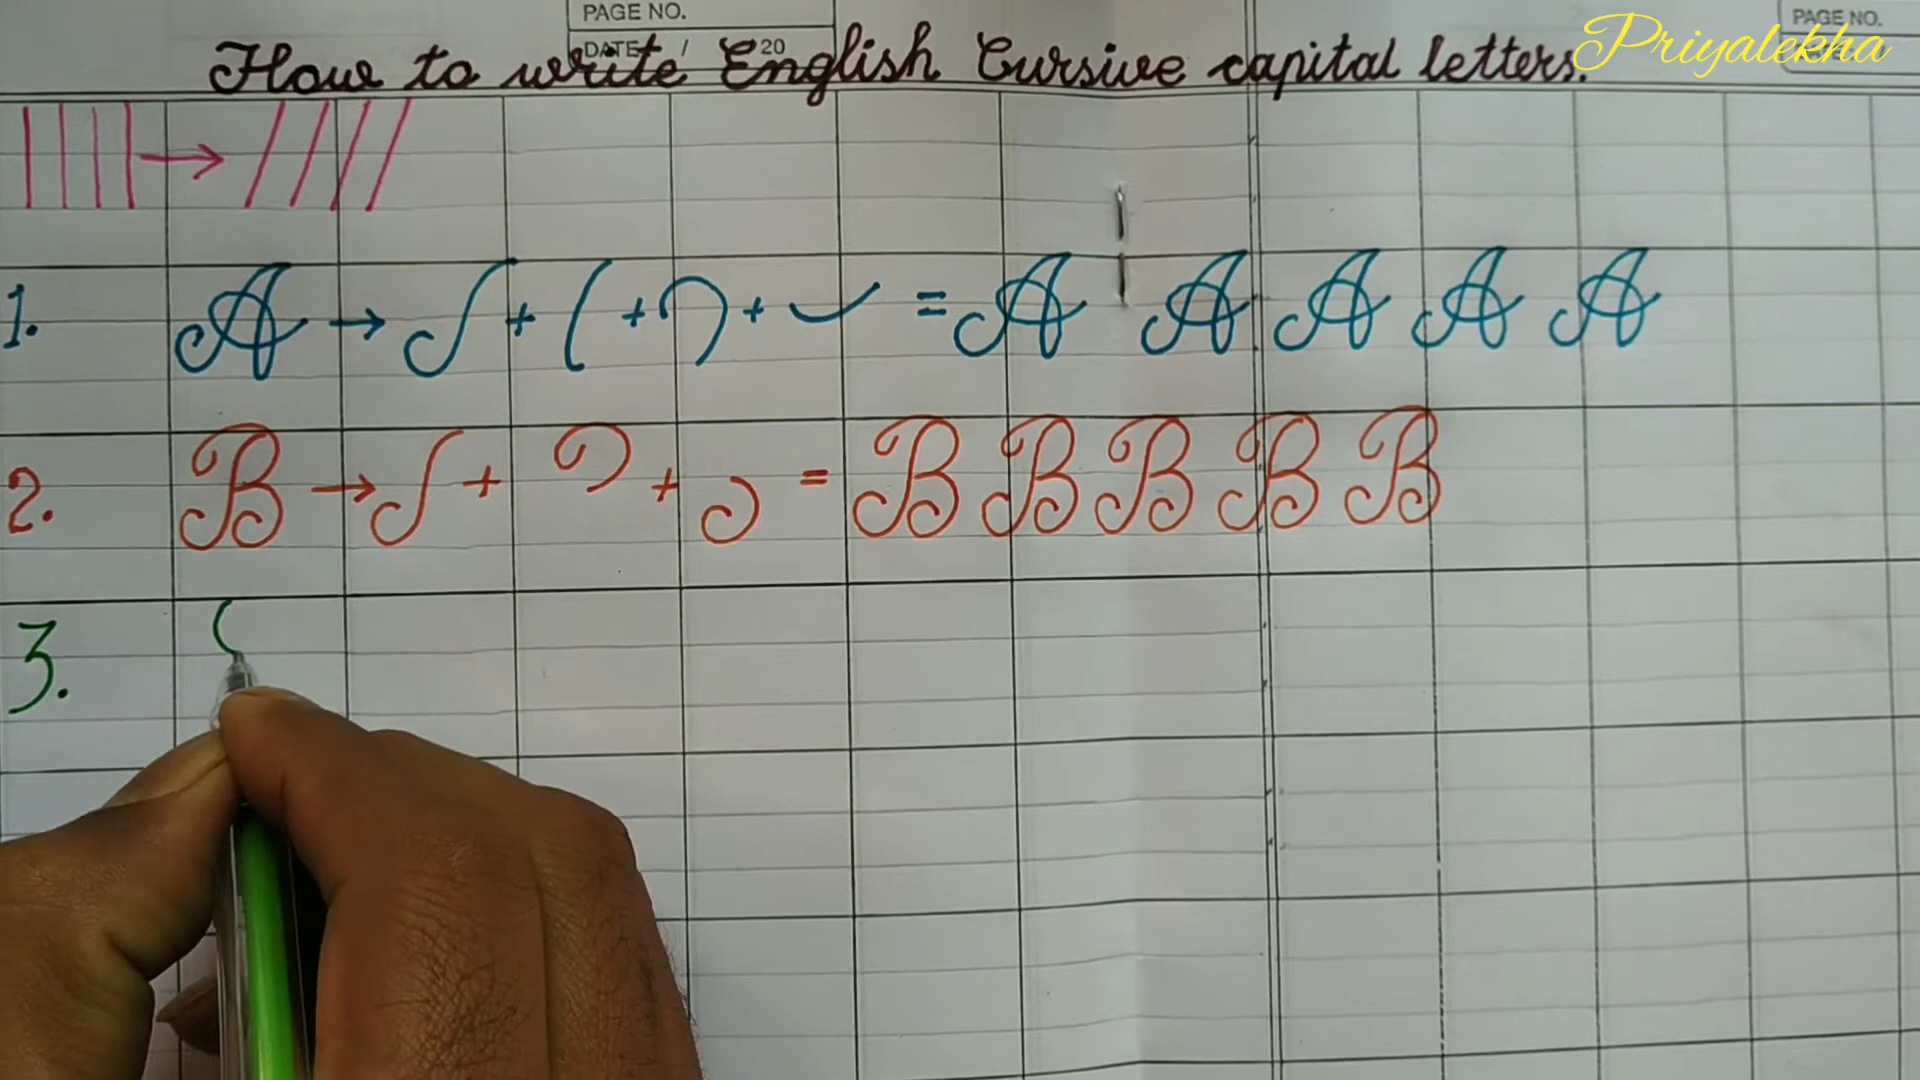 PAGE NO.
DATE / 20
PAGE NO.
Priyalekha
How to write English Cursive capital letters.
1. A → + ( + + = A A A A A
2. B → + + = B B B B B
3.